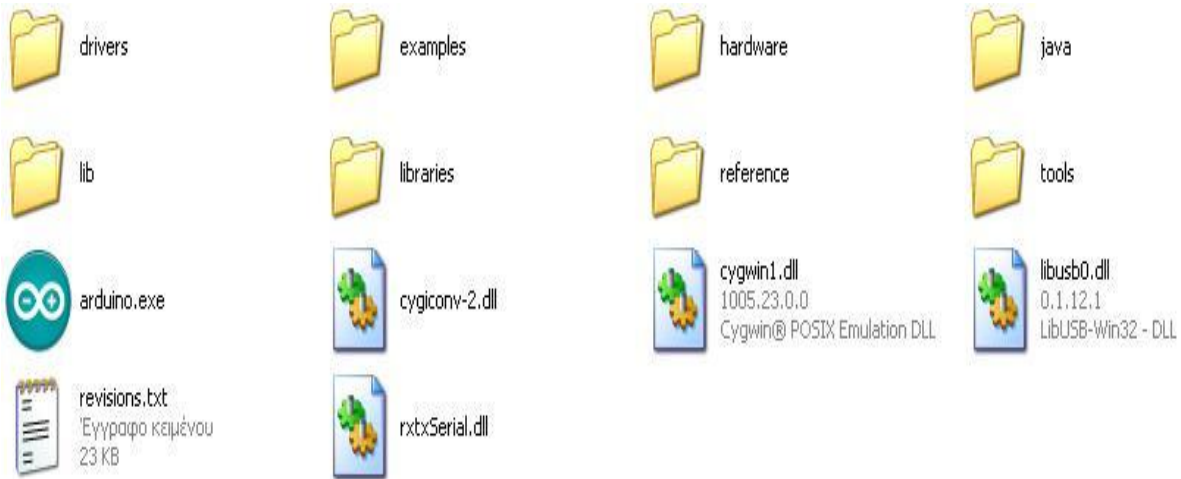 drivers
examples
hardware
java
lib
libraries
reference
tools
arduino.exe
cygiconv-2.dll
cygwin1.dll
1005.23.0.0
Cygwin® POSIX Emulation DLL
libusb0.dll
0.1.12.1
LibUSB-Win32 - DLL
revisions.txt
Έγγραφο κειμένου
23 KB
rxtxSerial.dll